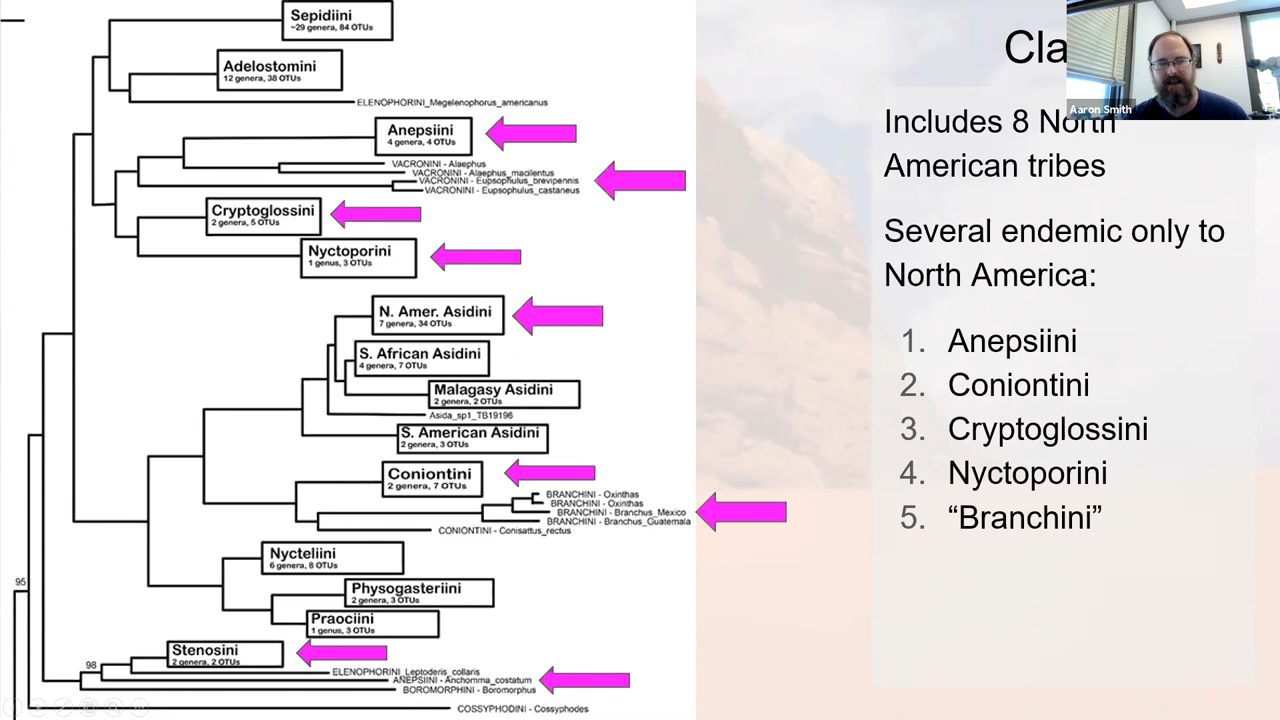 Sepidiini
~29 genera, 84 OTUs
Adelostomini
12 genera, 38 OTUs
ELENOPHORINI_Megelenophorus_americanus
Anepsiini
4 genera, 4 OTUs
VACRONINI - Alaephus
VACRONINI - Alaephus_macilentus
VACRONINI - Eupsophulus_brevipennis
VACRONINI - Eupsophulus_castaneus
Cryptoglossini
2 genera, 5 OTUs
Nyctoporini
1 genus, 3 OTUs
N. Amer. Asidini
7 genera, 34 OTUs
S. African Asidini
4 genera, 7 OTUs
Malagasy Asidini
2 genera, 2 OTUs
Asida_sp1_TB19196
S. American Asidini
2 genera, 3 OTUs
Coniontini
2 genera, 7 OTUs
BRANCHINI - Oxinthas
BRANCHINI - Oxinthas
BRANCHINI - Branchus_Mexico
BRANCHINI - Branchus_Guatemala
CONIONTINI - Conisattus_rectus
Nycteliini
6 genera, 8 OTUs
Physogasteriini
2 genera, 3 OTUs
Praociini
1 genus, 3 OTUs
95
Stenosini
2 genera, 2 OTUs
98
ELENOPHORINI_Leptoderis_collaris
ANEPSIINI - Anchomma_costatum
BOROMORPHINI - Boromorphus
COSSYPHODINI - Cossyphodes
Cla
Aaron Smith
Includes 8 North
American tribes
Several endemic only to
North America:
1. Anepsiini
2. Coniontini
3. Cryptoglossini
4. Nyctoporini
5. “Branchini”